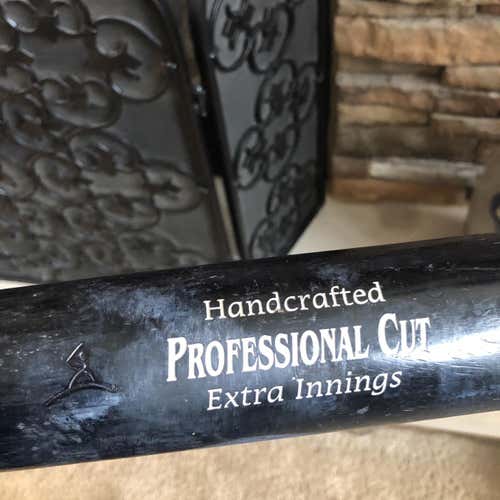 Handcrafted
PROFESSIONAL CUT
Extra Innings